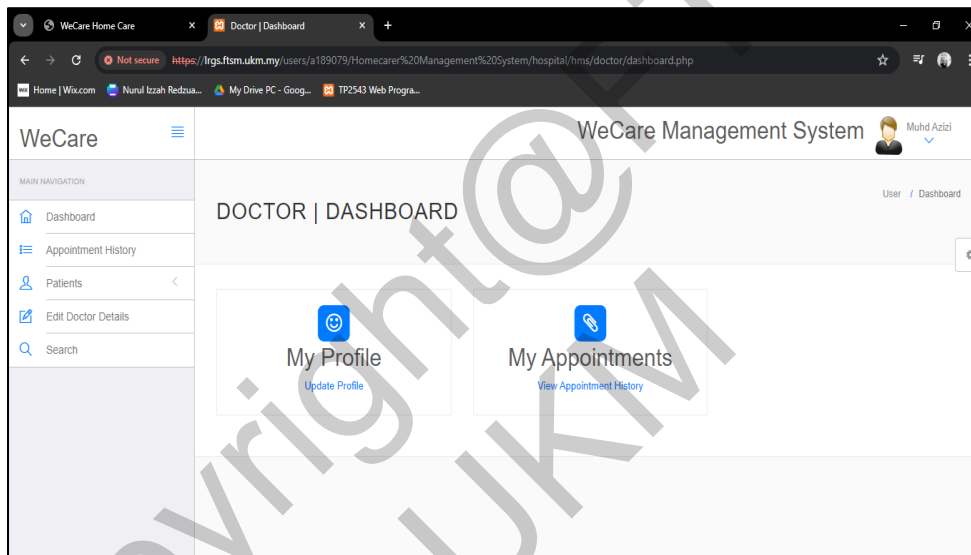 WeCare Home Care
Doctor | Dashboard
Not secure https://lrgs.ftsm.ukm.my/users/a189079/Homecarer%20Management%20System/hospital/hms/doctor/dashboard.php
WIX Home | Wix.com Nurul Izzah Redzua... My Drive PC - Goog... TP2543 Web Progra...
WeCare
WeCare Management System
Muhd Azizi
MAIN NAVIGATION
Dashboard
Appointment History
Patients
Edit Doctor Details
Search
DOCTOR | DASHBOARD
User / Dashboard
My Profile
Update Profile
My Appointments
View Appointment History
yright@F
UKM